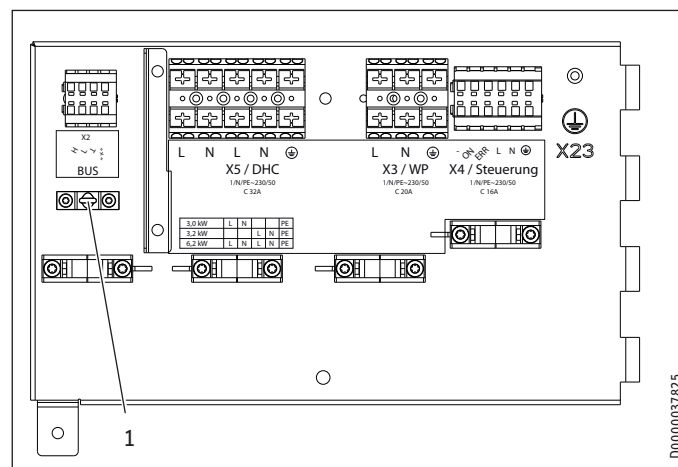 X2
H L ⊥ "+"
BUS
L N L N
X5 / DHC
1/N/PE~230/50
C 32A
3,0 kW L N PE
3,2 kW L N PE
6,2 kW L N L N PE
L N
X3 / WP
1/N/PE~230/50
C 20A
- ON ERR L N
X4 / Steuerung
1/N/PE~230/50
C 16A
X23
1
D0000037825